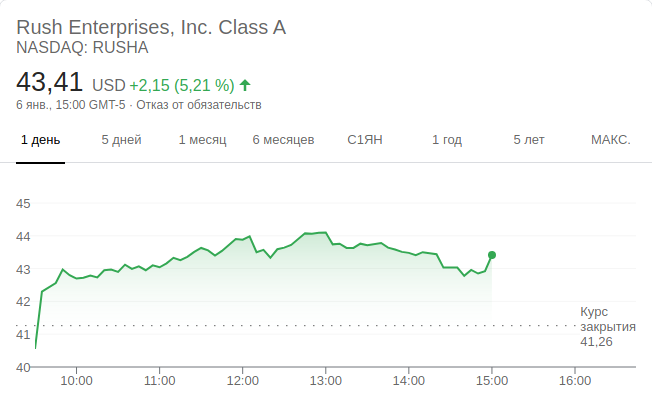 Rush Enterprises, Inc. Class A
NASDAQ: RUSHA
43,41 USD +2,15 (5,21 %)
6 янв., 15:00 GMT-5 · Отказ от обязательств
1 день 5 дней 1 месяц 6 месяцев С1ЯН 1 год 5 лет МАКС.
45
44
43
42
Курс
закрытия
41,26
41
40
10:00 11:00 12:00 13:00 14:00 15:00 16:00